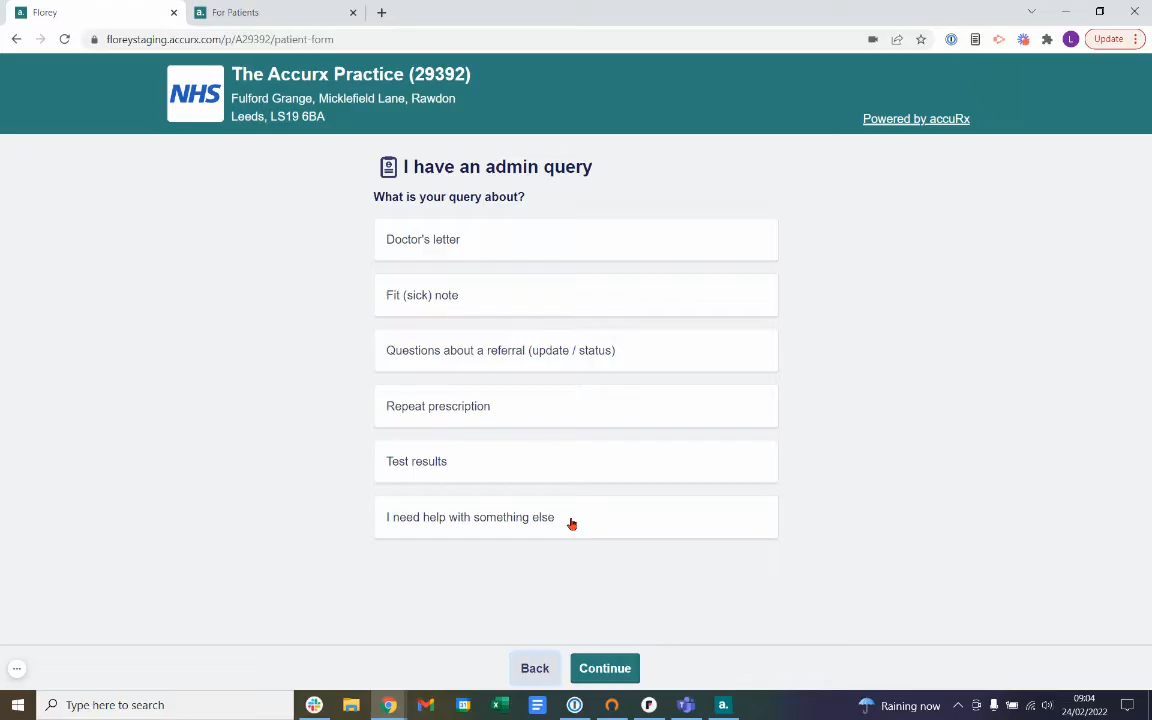 Florey
For Patients
floreystaging.accurx.com/p/A29392/patient-form
L
Update
NHS
The Accurx Practice (29392)
Fulford Grange, Micklefield Lane, Rawdon
Leeds, LS19 6BA
Powered by accuRx
I have an admin query
What is your query about?
Doctor's letter
Fit (sick) note
Questions about a referral (update / status)
Repeat prescription
Test results
I need help with something else
Back
Continue
Type here to search
a.
Raining now
09:04
24/02/2022